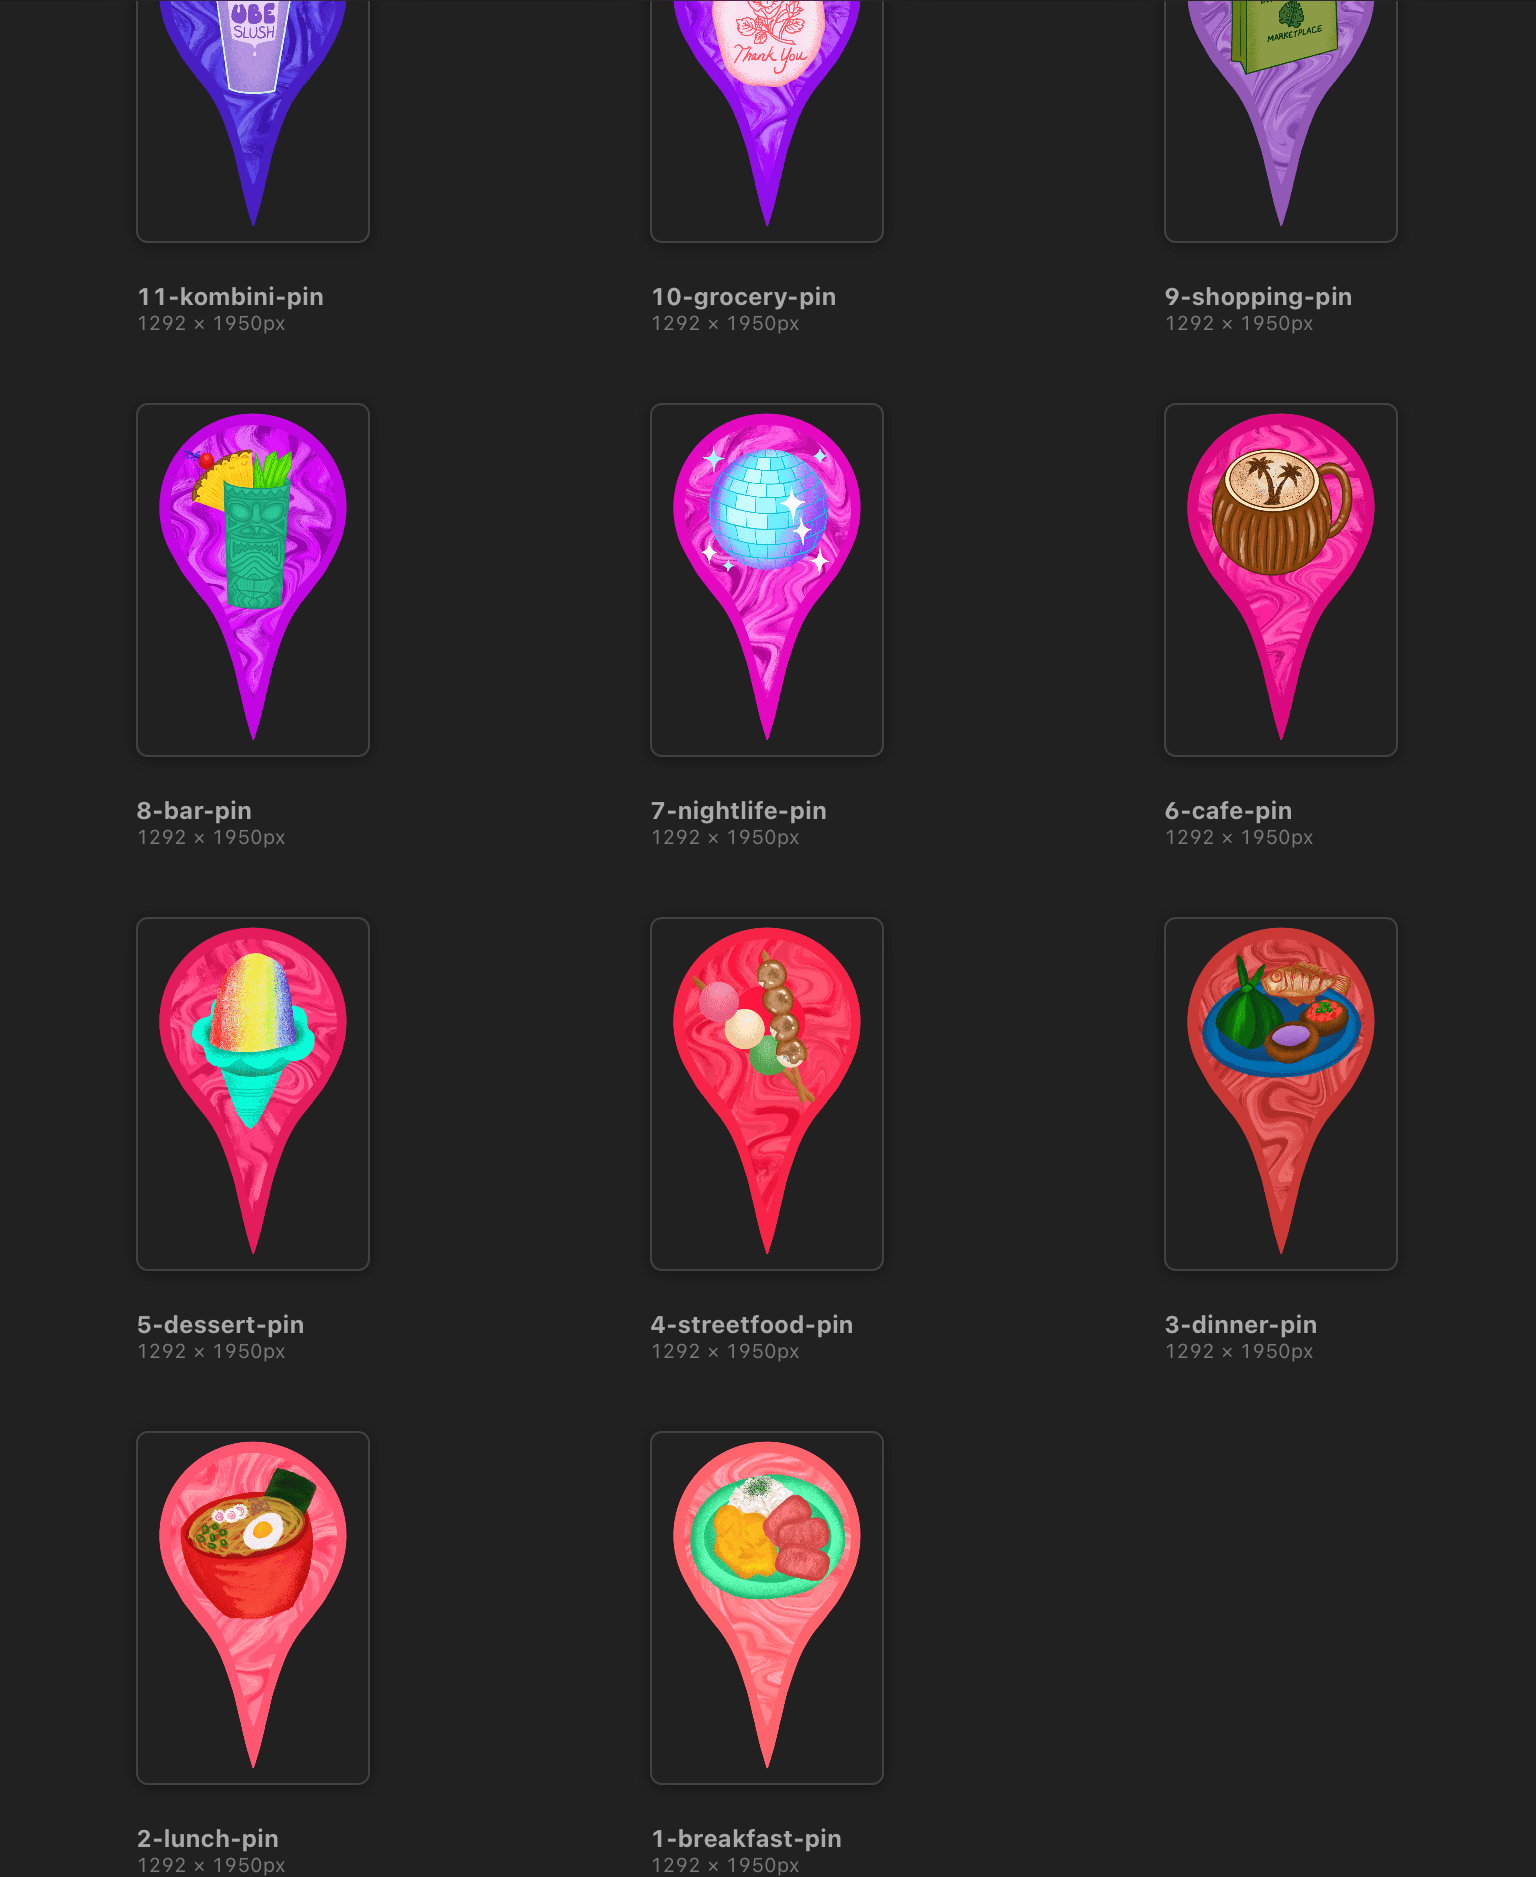 UBE
SLUSH
Thank You
MARKETPLACE
11-kombini-pin
1292 × 1950px
10-grocery-pin
1292 × 1950px
9-shopping-pin
1292 × 1950px
8-bar-pin
1292 × 1950px
7-nightlife-pin
1292 × 1950px
6-cafe-pin
1292 × 1950px
5-dessert-pin
1292 × 1950px
4-streetfood-pin
1292 × 1950px
3-dinner-pin
1292 × 1950px
2-lunch-pin
1292 × 1950px
1-breakfast-pin
1292 × 1950px